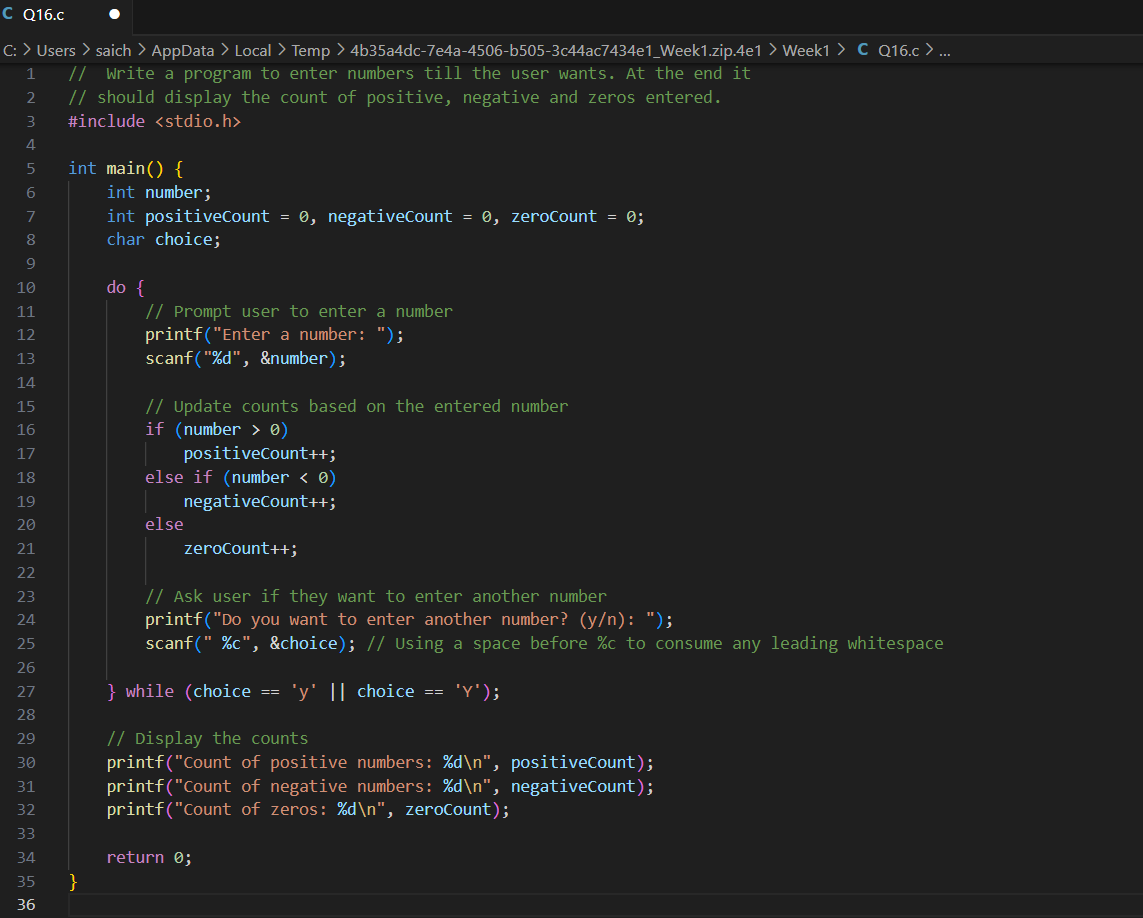 C Q16.c ●
C: > Users > saich > AppData > Local > Temp > 4b35a4dc-7e4a-4506-b505-3c44ac7434e1_Week1.zip.4e1 > Week1 > C Q16.c > ...
1 //  Write a program to enter numbers till the user wants. At the end it
2 // should display the count of positive, negative and zeros entered.
3 #include <stdio.h>
4
5 int main() {
6     int number;
7     int positiveCount = 0, negativeCount = 0, zeroCount = 0;
8     char choice;
9
10     do {
11         // Prompt user to enter a number
12         printf("Enter a number: ");
13         scanf("%d", &number);
14
15         // Update counts based on the entered number
16         if (number > 0)
17             positiveCount++;
18         else if (number < 0)
19             negativeCount++;
20         else
21             zeroCount++;
22
23         // Ask user if they want to enter another number
24         printf("Do you want to enter another number? (y/n): ");
25         scanf(" %c", &choice); // Using a space before %c to consume any leading whitespace
26
27     } while (choice == 'y' || choice == 'Y');
28
29     // Display the counts
30     printf("Count of positive numbers: %d\n", positiveCount);
31     printf("Count of negative numbers: %d\n", negativeCount);
32     printf("Count of zeros: %d\n", zeroCount);
33
34     return 0;
35 }
36